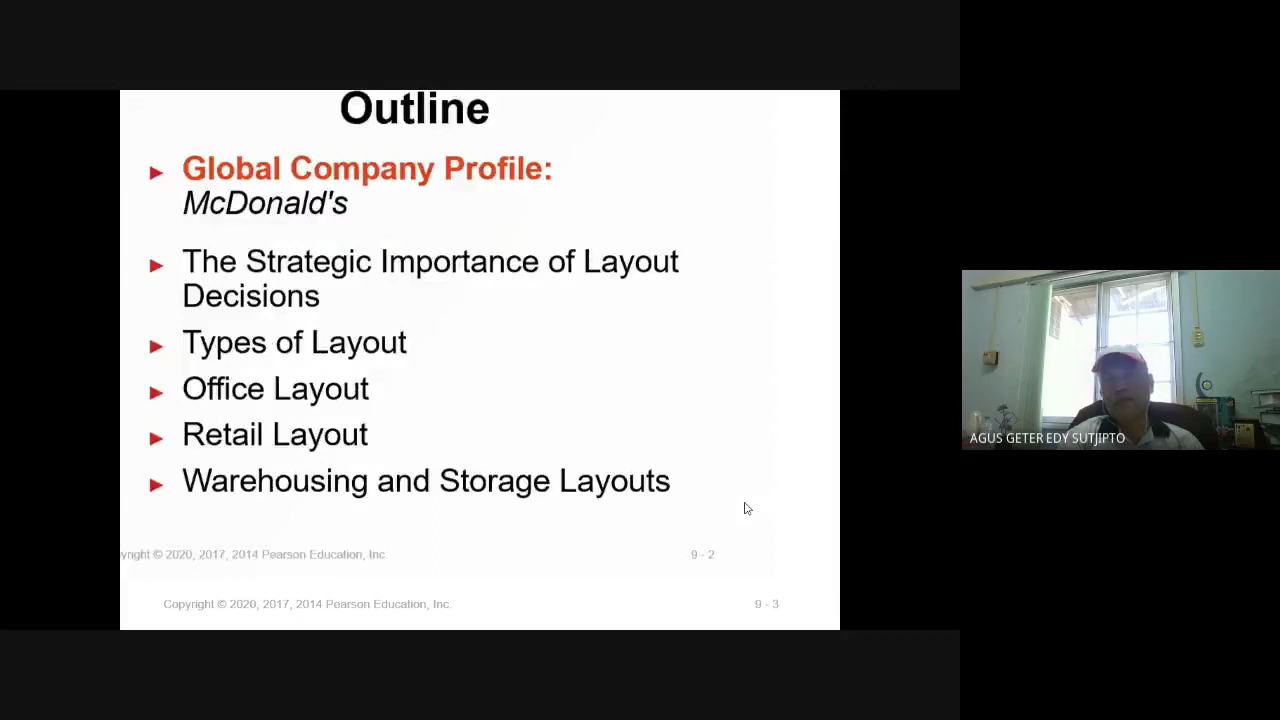 Outline
► Global Company Profile:
McDonald's
► The Strategic Importance of Layout
Decisions
► Types of Layout
► Office Layout
► Retail Layout
► Warehousing and Storage Layouts
yright © 2020, 2017, 2014 Pearson Education, Inc.
9 - 2
Copyright © 2020, 2017, 2014 Pearson Education, Inc.
9 - 3
AGUS GETER EDY SUTJIPTO